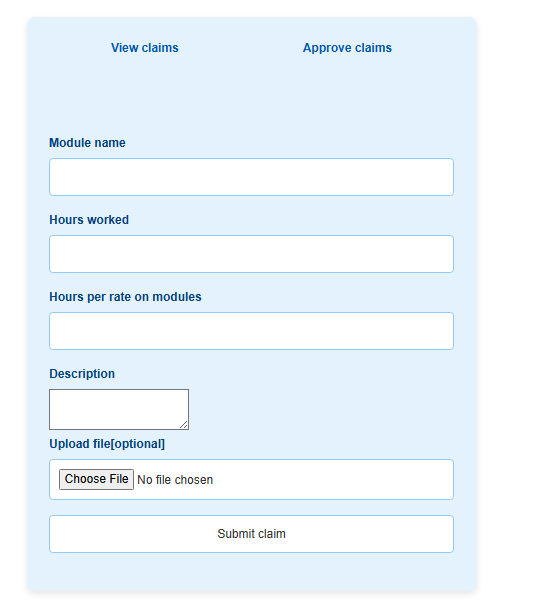 View claims Approve claims
Module name
Hours worked
Hours per rate on modules
Description
Upload file[optional]
Choose File No file chosen
Submit claim